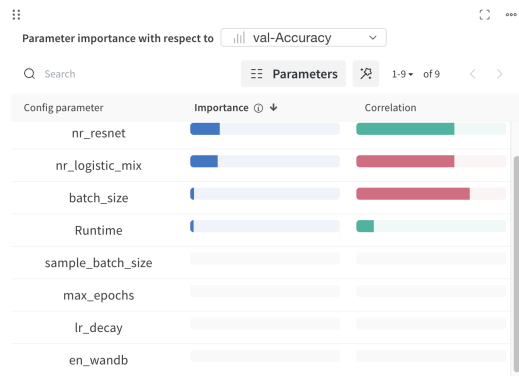 Parameter importance with respect to val-Accuracy
Search Parameters 1-9 of 9
Config parameter Importance Correlation
nr_resnet
nr_logistic_mix
batch_size
Runtime
sample_batch_size
max_epochs
lr_decay
en_wandb